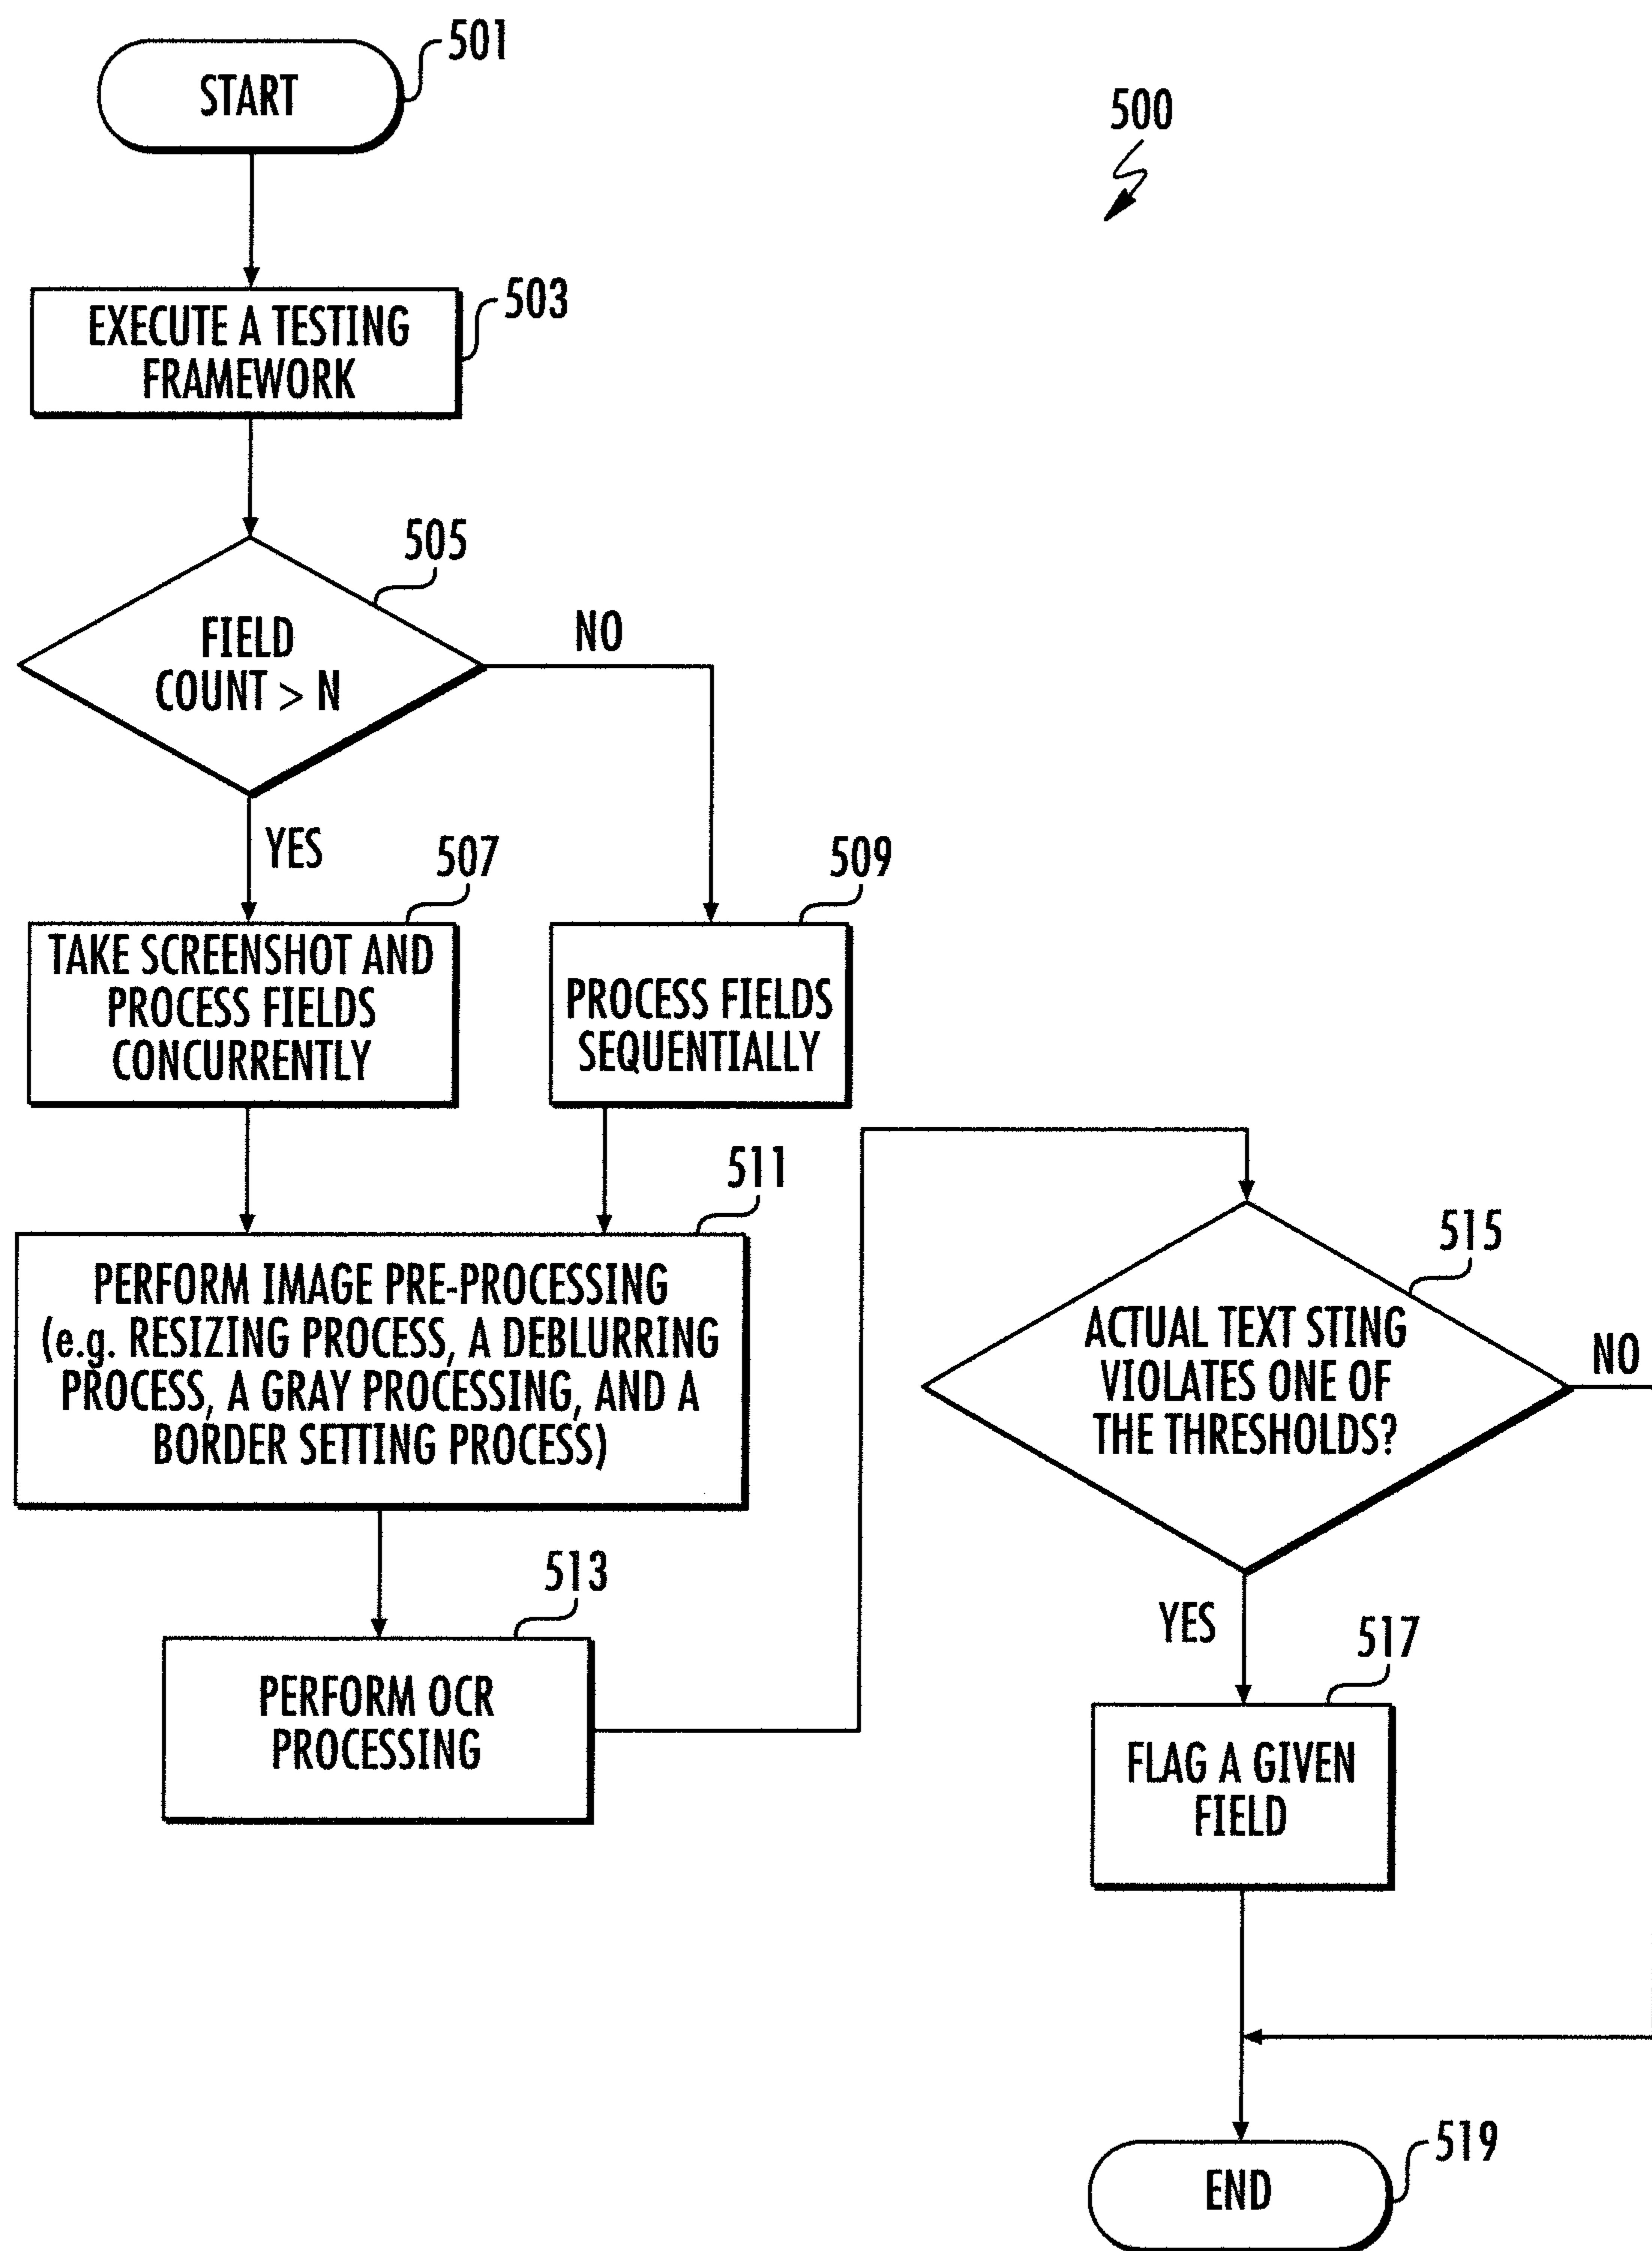 501
START
500
503
EXECUTE A TESTING
FRAMEWORK
505
FIELD
COUNT > N
NO
YES
507
TAKE SCREENSHOT AND
PROCESS FIELDS
CONCURRENTLY
509
PROCESS FIELDS
SEQUENTIALLY
511
PERFORM IMAGE PRE-PROCESSING
(e.g. RESIZING PROCESS, A DEBLURRING
PROCESS, A GRAY PROCESSING, AND A
BORDER SETTING PROCESS)
513
PERFORM OCR
PROCESSING
515
ACTUAL TEXT STING
VIOLATES ONE OF
THE THRESHOLDS?
NO
YES
517
FLAG A GIVEN
FIELD
519
END